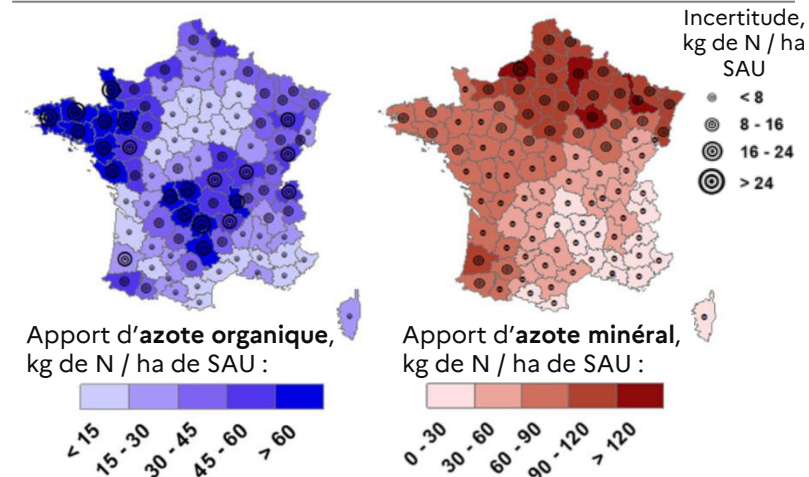 Incertitude,
kg de N / ha
SAU
< 8
8 - 16
16 - 24
> 24
Apport d'azote organique,
kg de N / ha de SAU :
< 15
15 - 30
30 - 45
45 - 60
> 60
Apport d'azote minéral,
kg de N / ha de SAU :
0 - 30
30 - 60
60 - 90
90 - 120
> 120